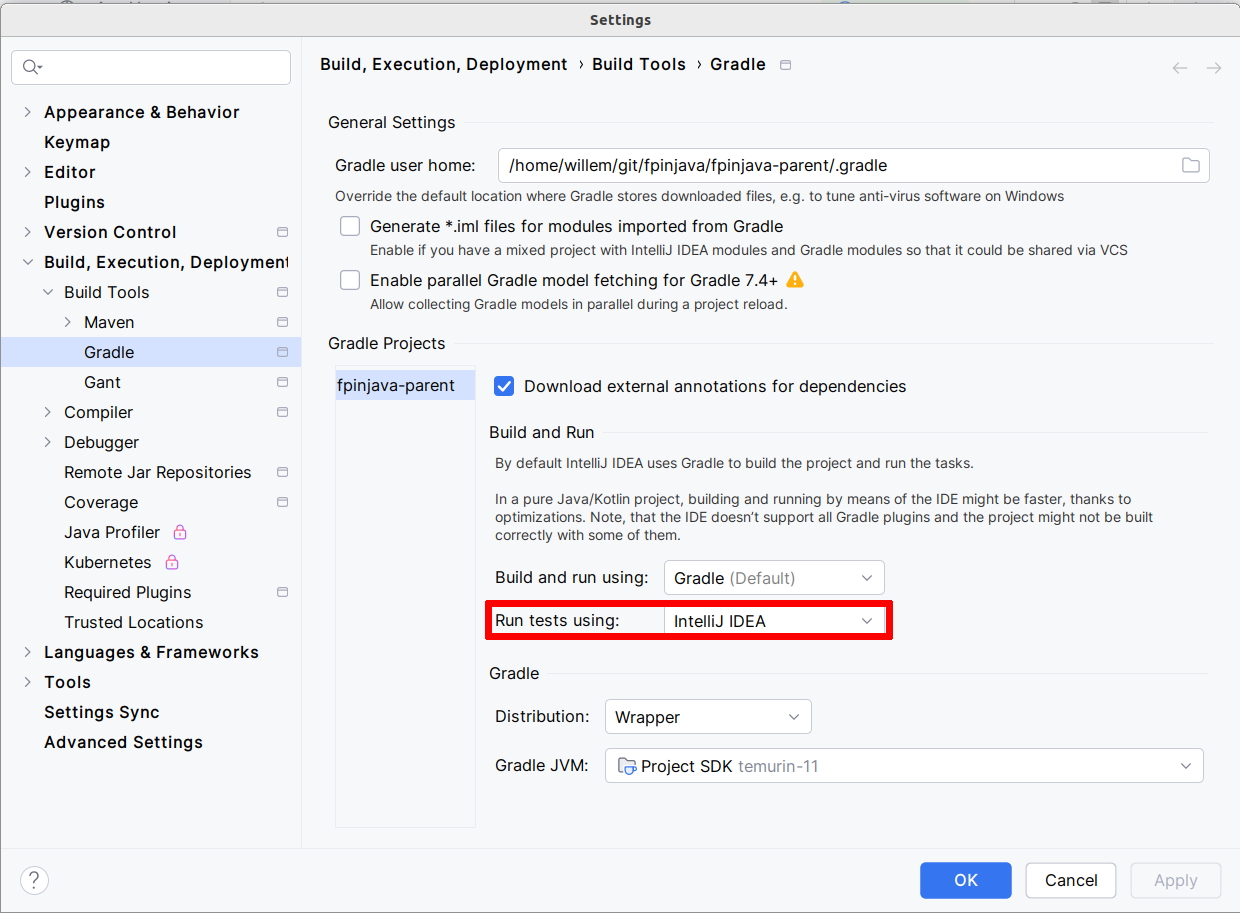 Settings
Build, Execution, Deployment › Build Tools › Gradle
Appearance & Behavior
Keymap
Editor
Plugins
Version Control
Build, Execution, Deployment
Build Tools
Maven
Gradle
Gant
Compiler
Debugger
Remote Jar Repositories
Coverage
Java Profiler
Kubernetes
Required Plugins
Trusted Locations
Languages & Frameworks
Tools
Settings Sync
Advanced Settings
General Settings
Gradle user home: /home/willem/git/fpinjava/fpinjava-parent/.gradle
Override the default location where Gradle stores downloaded files, e.g. to tune anti-virus software on Windows
Generate *.iml files for modules imported from Gradle
Enable if you have a mixed project with IntelliJ IDEA modules and Gradle modules so that it could be shared via VCS
Enable parallel Gradle model fetching for Gradle 7.4+
Allow collecting Gradle models in parallel during a project reload.
Gradle Projects
fpinjava-parent
Download external annotations for dependencies
Build and Run
By default IntelliJ IDEA uses Gradle to build the project and run the tasks.
In a pure Java/Kotlin project, building and running by means of the IDE might be faster, thanks to
optimizations. Note, that the IDE doesn't support all Gradle plugins and the project might not be built
correctly with some of them.
Build and run using: Gradle (Default)
Run tests using: IntelliJ IDEA
Gradle
Distribution: Wrapper
Gradle JVM: Project SDK temurin-11
?
OK
Cancel
Apply